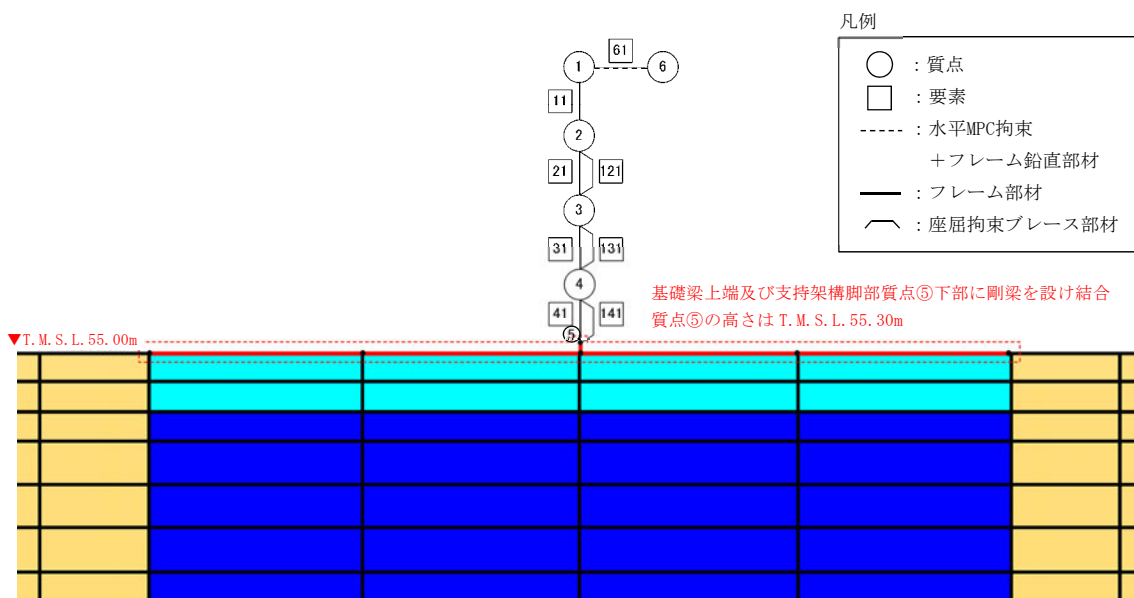 凡例
○ : 質点
□ : 要素
----- : 水平MPC拘束
+フレーム鉛直部材
— : フレーム部材
: 座屈拘束ブレース部材
61
1
6
11
2
21
121
3
31
131
4
41
141
⑤
基礎梁上端及び支持架構脚部質点⑤下部に剛梁を設け結合
質点⑤の高さは T.M.S.L.55.30m
▼T.M.S.L.55.00m